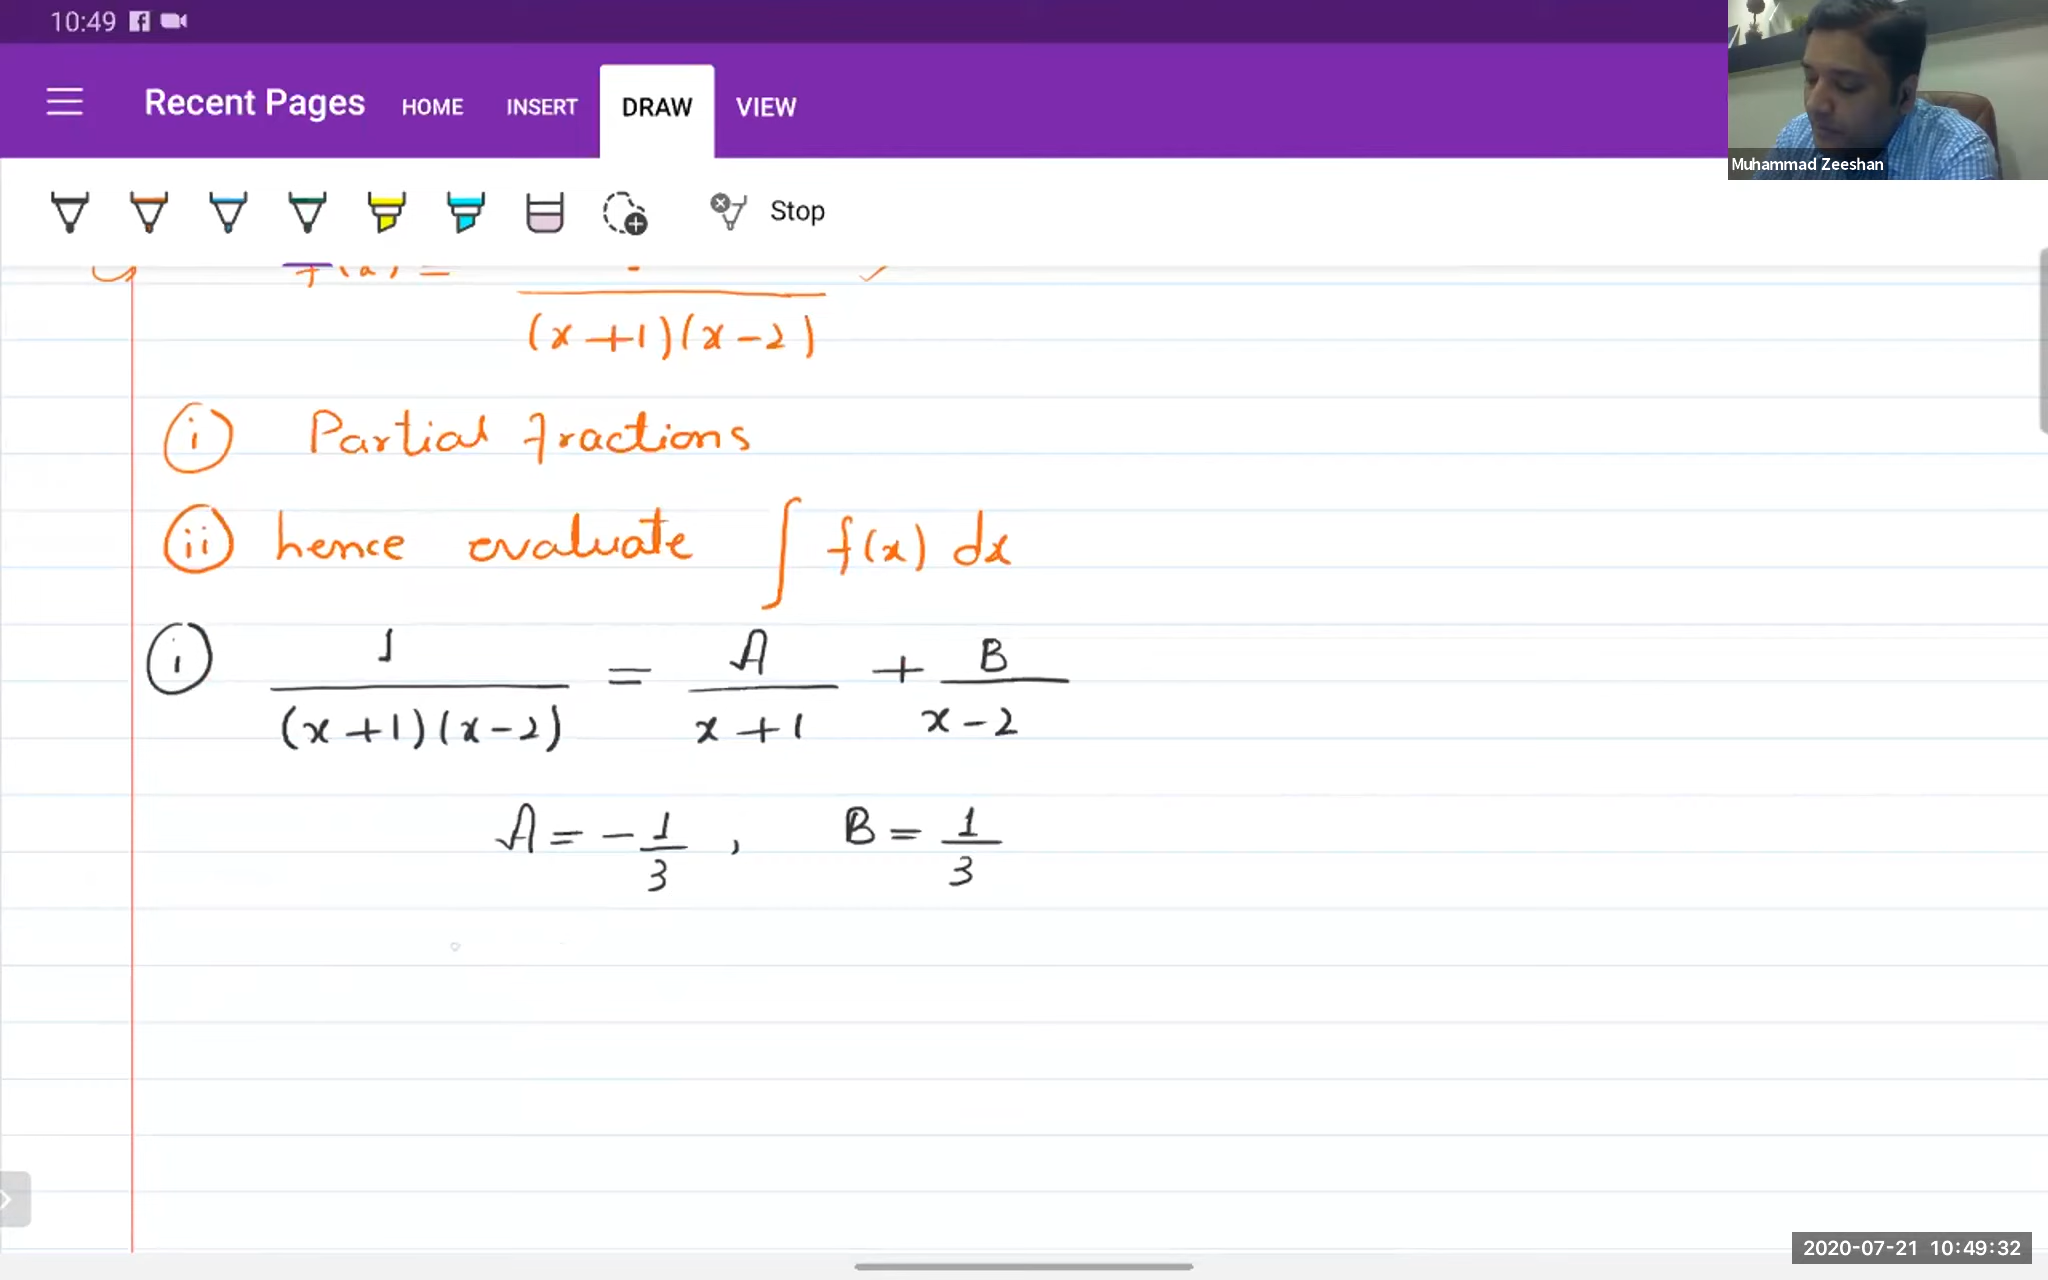 10:49
Recent Pages HOME INSERT DRAW VIEW
Muhammad Zeeshan
Stop
(x+1)(x-2)
(i) Partial fractions
(ii) hence evaluate ∫ f(x) dx
(i) 1/((x+1)(x-2)) = A/(x+1) + B/(x-2)
A = -1/3 , B = 1/3
2020-07-21 10:49:32